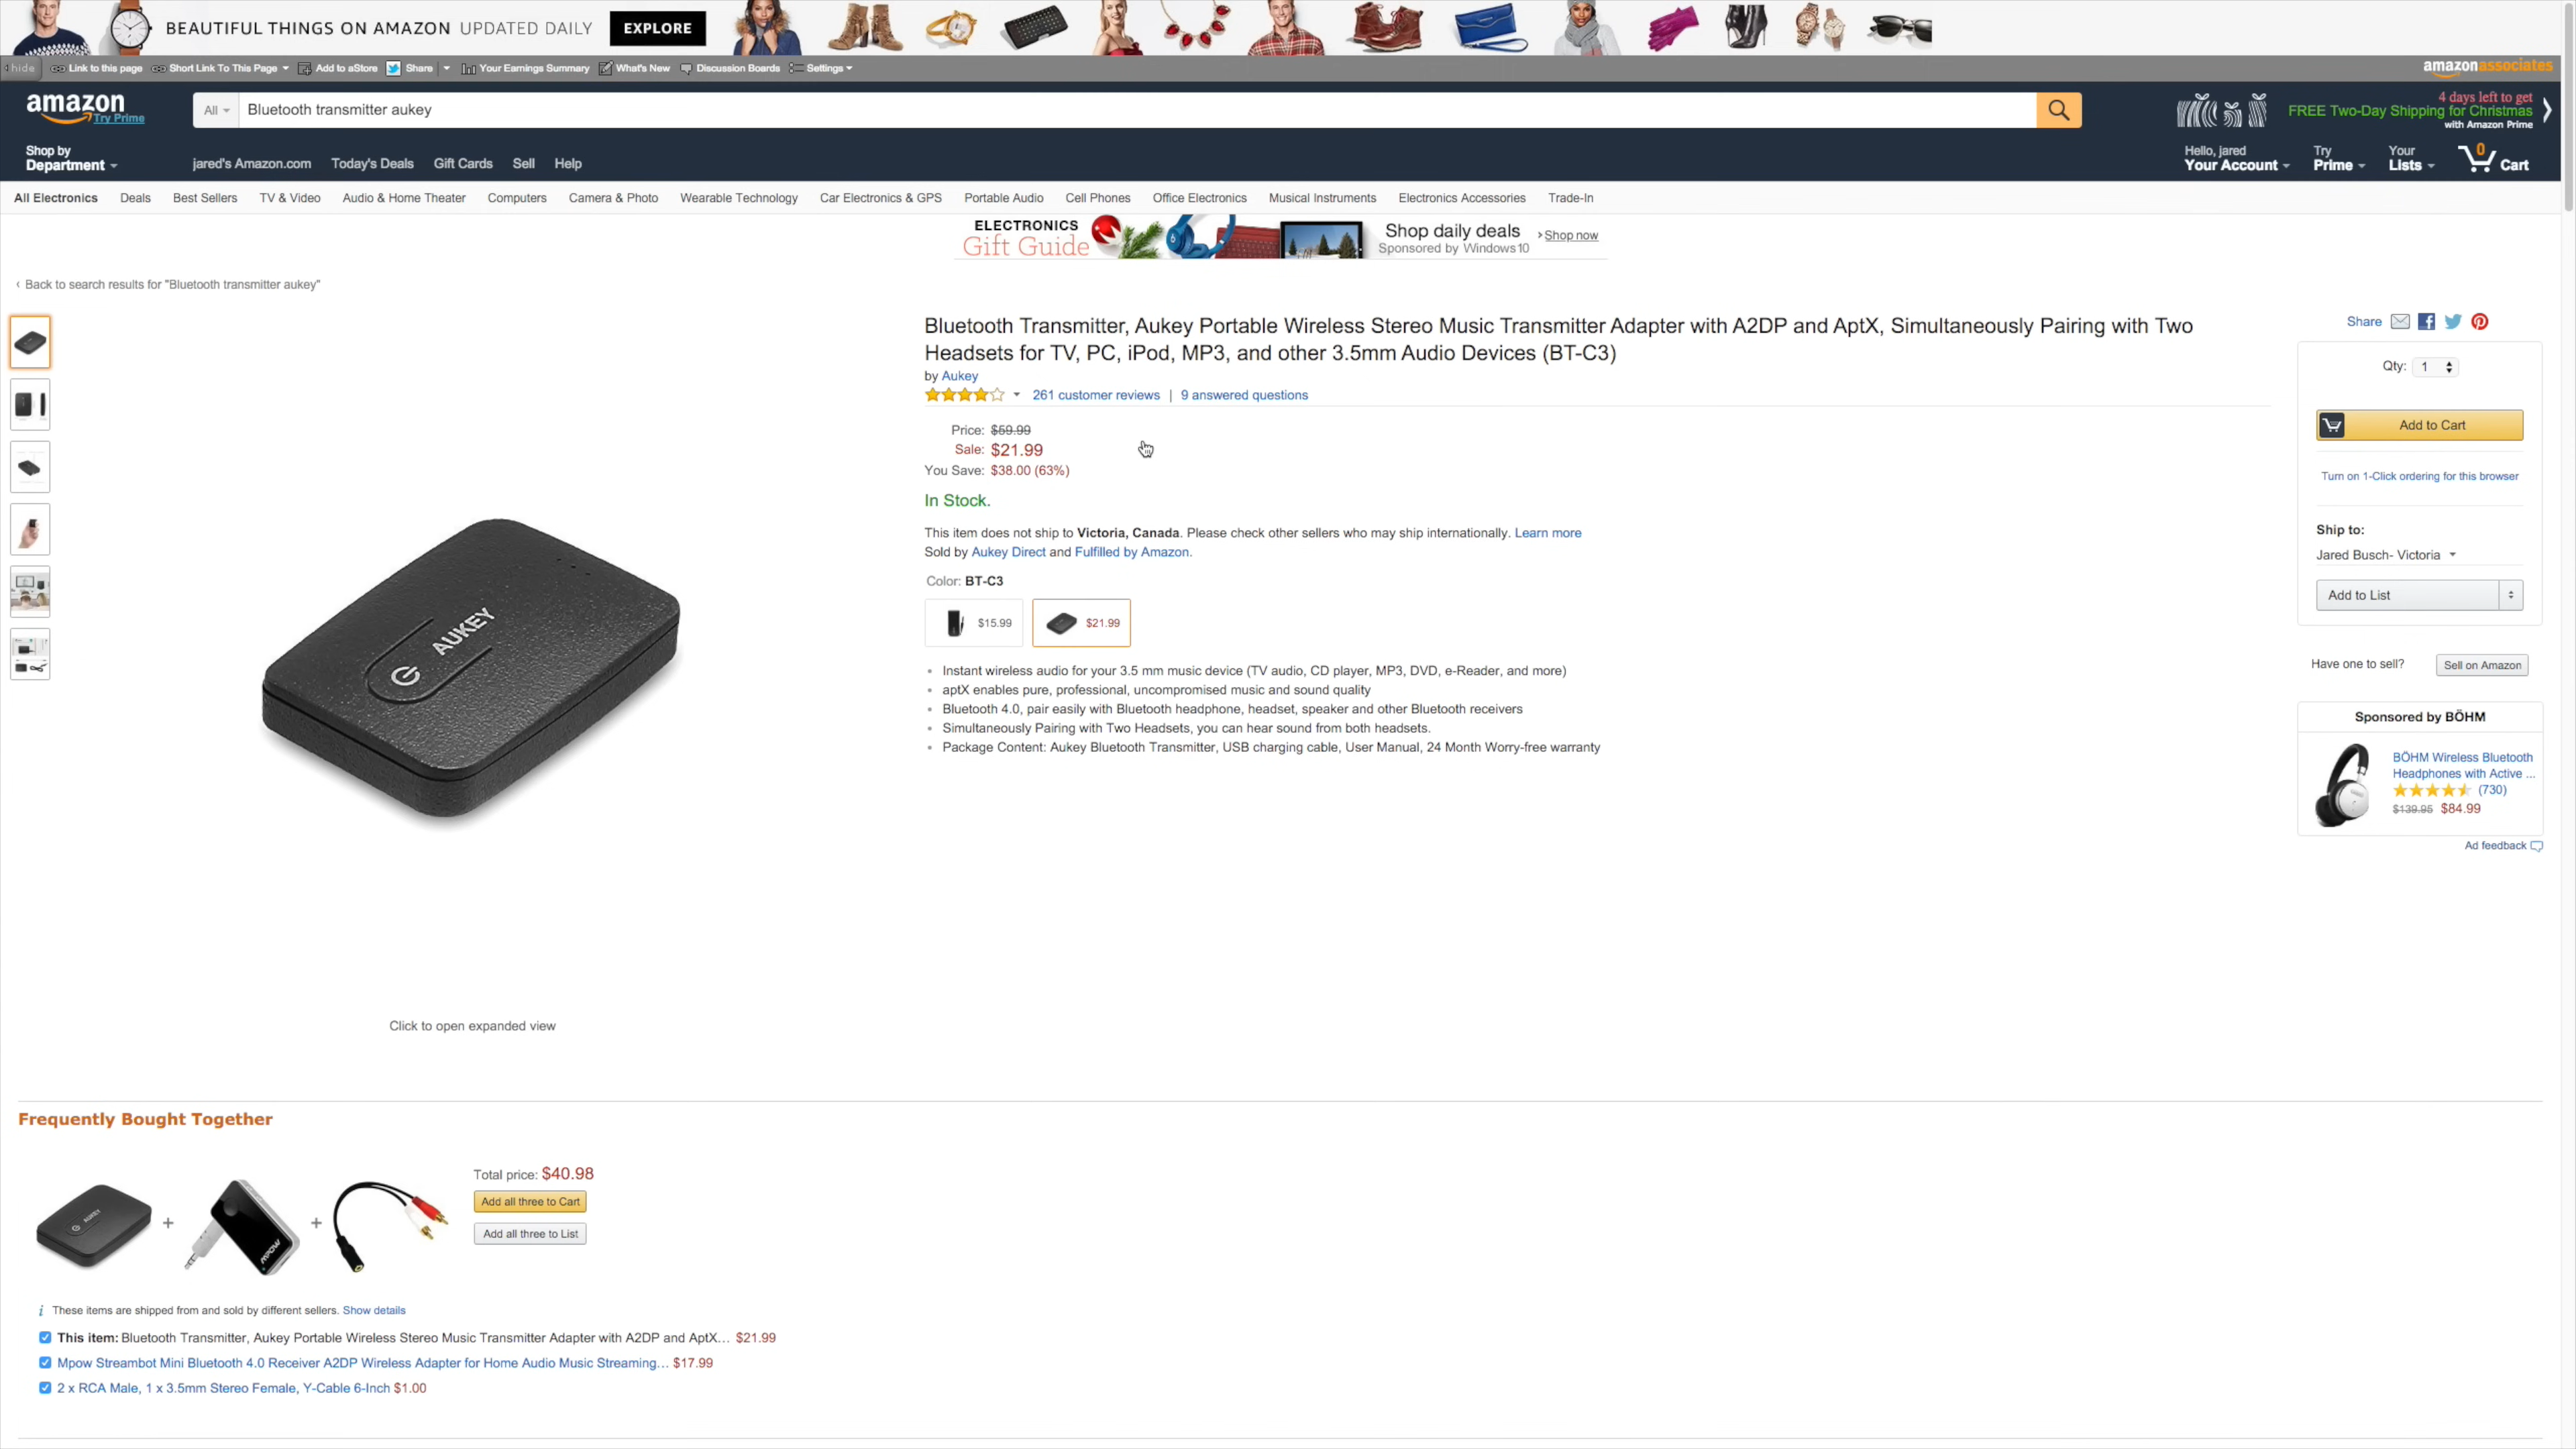 BEAUTIFUL THINGS ON AMAZON UPDATED DAILY EXPLORE
hide Link to this page Short Link To This Page Add to aStore Share Your Earnings Summary What's New Discussion Boards Settings amazonassociates
amazon
Try Prime
All Bluetooth transmitter aukey
4 days left to get
FREE Two-Day Shipping for Christmas
with Amazon Prime
Shop by
Department
jared's Amazon.com Today's Deals Gift Cards Sell Help
Hello, jared
Your Account
Try
Prime
Your
Lists
0
Cart
All Electronics Deals Best Sellers TV & Video Audio & Home Theater Computers Camera & Photo Wearable Technology Car Electronics & GPS Portable Audio Cell Phones Office Electronics Musical Instruments Electronics Accessories Trade-In
ELECTRONICS
Gift Guide
Shop daily deals
Sponsored by Windows 10
Shop now
‹ Back to search results for "Bluetooth transmitter aukey"
AUKEY
Click to open expanded view
Bluetooth Transmitter, Aukey Portable Wireless Stereo Music Transmitter Adapter with A2DP and AptX, Simultaneously Pairing with Two
Headsets for TV, PC, iPod, MP3, and other 3.5mm Audio Devices (BT-C3)
by Aukey
261 customer reviews | 9 answered questions
Price: $59.99
Sale: $21.99
You Save: $38.00 (63%)
In Stock.
This item does not ship to Victoria, Canada. Please check other sellers who may ship internationally. Learn more
Sold by Aukey Direct and Fulfilled by Amazon.
Color: BT-C3
$15.99 $21.99
• Instant wireless audio for your 3.5 mm music device (TV audio, CD player, MP3, DVD, e-Reader, and more)
• aptX enables pure, professional, uncompromised music and sound quality
• Bluetooth 4.0, pair easily with Bluetooth headphone, headset, speaker and other Bluetooth receivers
• Simultaneously Pairing with Two Headsets, you can hear sound from both headsets.
• Package Content: Aukey Bluetooth Transmitter, USB charging cable, User Manual, 24 Month Worry-free warranty
Share
Qty: 1
Add to Cart
Turn on 1-Click ordering for this browser
Ship to:
Jared Busch- Victoria
Add to List
Have one to sell? Sell on Amazon
Sponsored by BÖHM
BÖHM Wireless Bluetooth
Headphones with Active ...
(730)
$139.95 $84.99
Ad feedback
Frequently Bought Together
AUKEY + MPOW +
Total price: $40.98
Add all three to Cart
Add all three to List
i These items are shipped from and sold by different sellers. Show details
This item: Bluetooth Transmitter, Aukey Portable Wireless Stereo Music Transmitter Adapter with A2DP and AptX… $21.99
Mpow Streambot Mini Bluetooth 4.0 Receiver A2DP Wireless Adapter for Home Audio Music Streaming… $17.99
2 x RCA Male, 1 x 3.5mm Stereo Female, Y-Cable 6-Inch $1.00